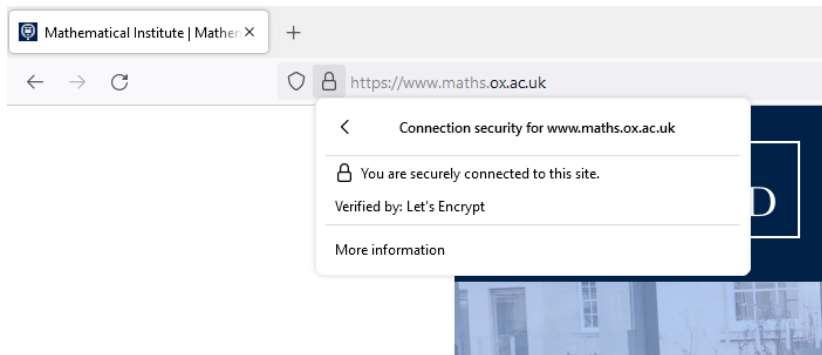 Mathematical Institute | Mathem
https://www.maths.ox.ac.uk
Connection security for www.maths.ox.ac.uk
You are securely connected to this site.
Verified by: Let's Encrypt
D
More information